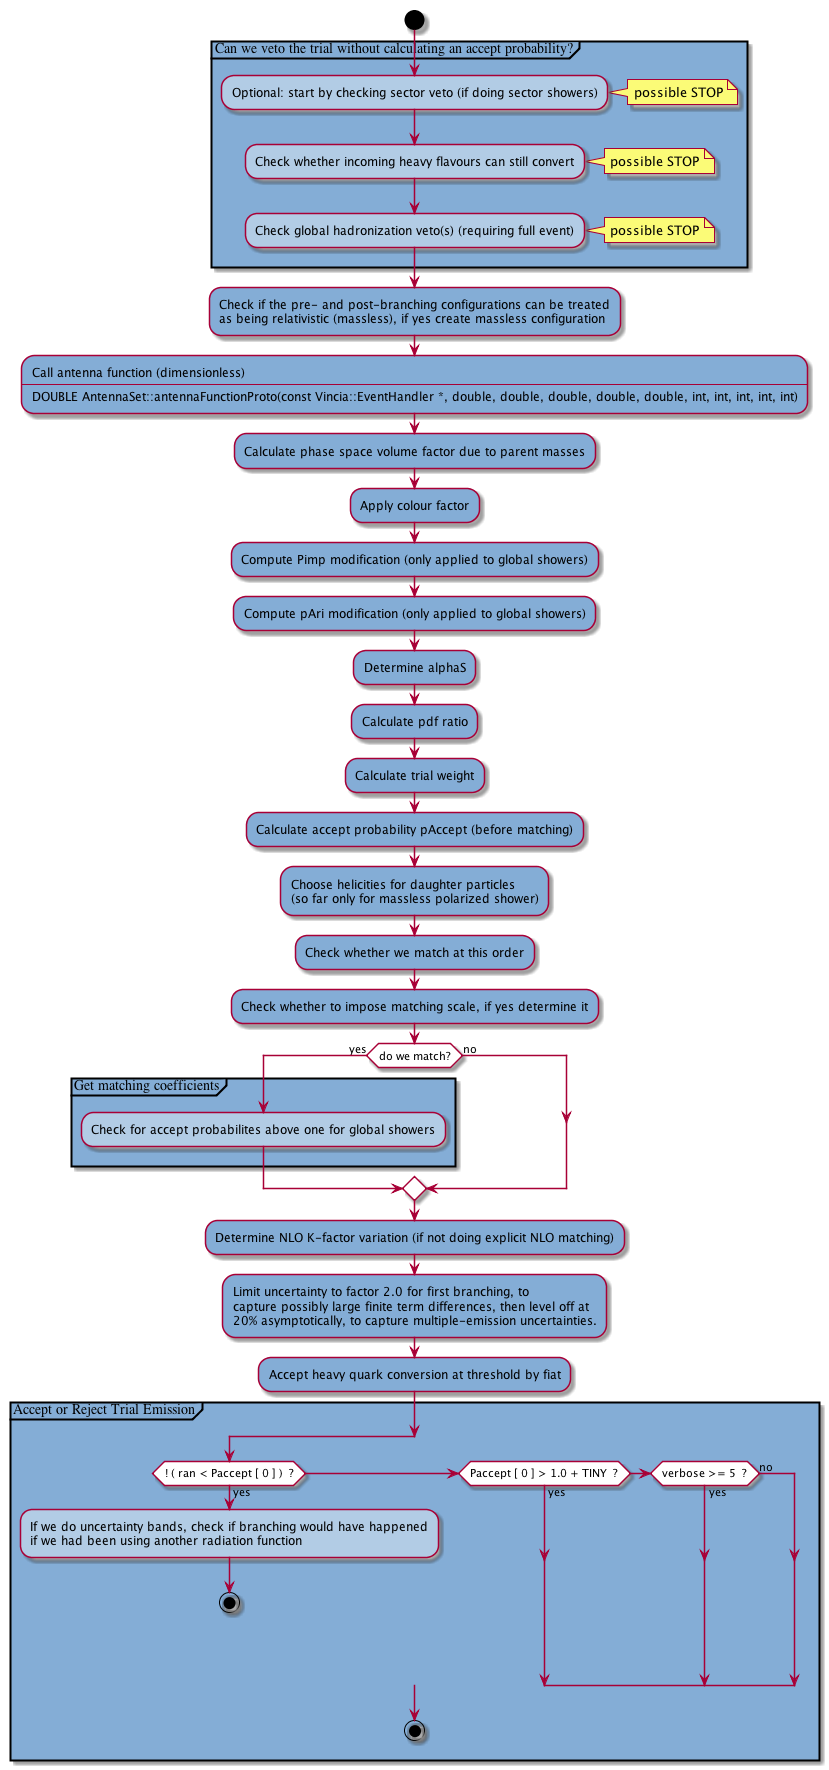 Can we veto the trial without calculating an accept probability?
Optional: start by checking sector veto (if doing sector showers)
possible STOP
Check whether incoming heavy flavours can still convert
possible STOP
Check global hadronization veto(s) (requiring full event)
possible STOP
Check if the pre- and post-branching configurations can be treated
as being relativistic (massless), if yes create massless configuration
Call antenna function (dimensionless)
DOUBLE AntennaSet::antennaFunctionProto(const Vincia::EventHandler *, double, double, double, double, double, int, int, int, int, int)
Calculate phase space volume factor due to parent masses
Apply colour factor
Compute Pimp modification (only applied to global showers)
Compute pAri modification (only applied to global showers)
Determine alphaS
Calculate pdf ratio
Calculate trial weight
Calculate accept probability pAccept (before matching)
Choose helicities for daughter particles
(so far only for massless polarized shower)
Check whether we match at this order
Check whether to impose matching scale, if yes determine it
yes
do we match?
no
Get matching coefficients
Check for accept probabilites above one for global showers
Determine NLO K-factor variation (if not doing explicit NLO matching)
Limit uncertainty to factor 2.0 for first branching, to
capture possibly large finite term differences, then level off at
20% asymptotically, to capture multiple-emission uncertainties.
Accept heavy quark conversion at threshold by fiat
Accept or Reject Trial Emission
! ( ran < Paccept [ 0 ] ) ?
Paccept [ 0 ] > 1.0 + TINY ?
verbose >= 5 ?
no
yes
yes
yes
If we do uncertainty bands, check if branching would have happened
if we had been using another radiation function